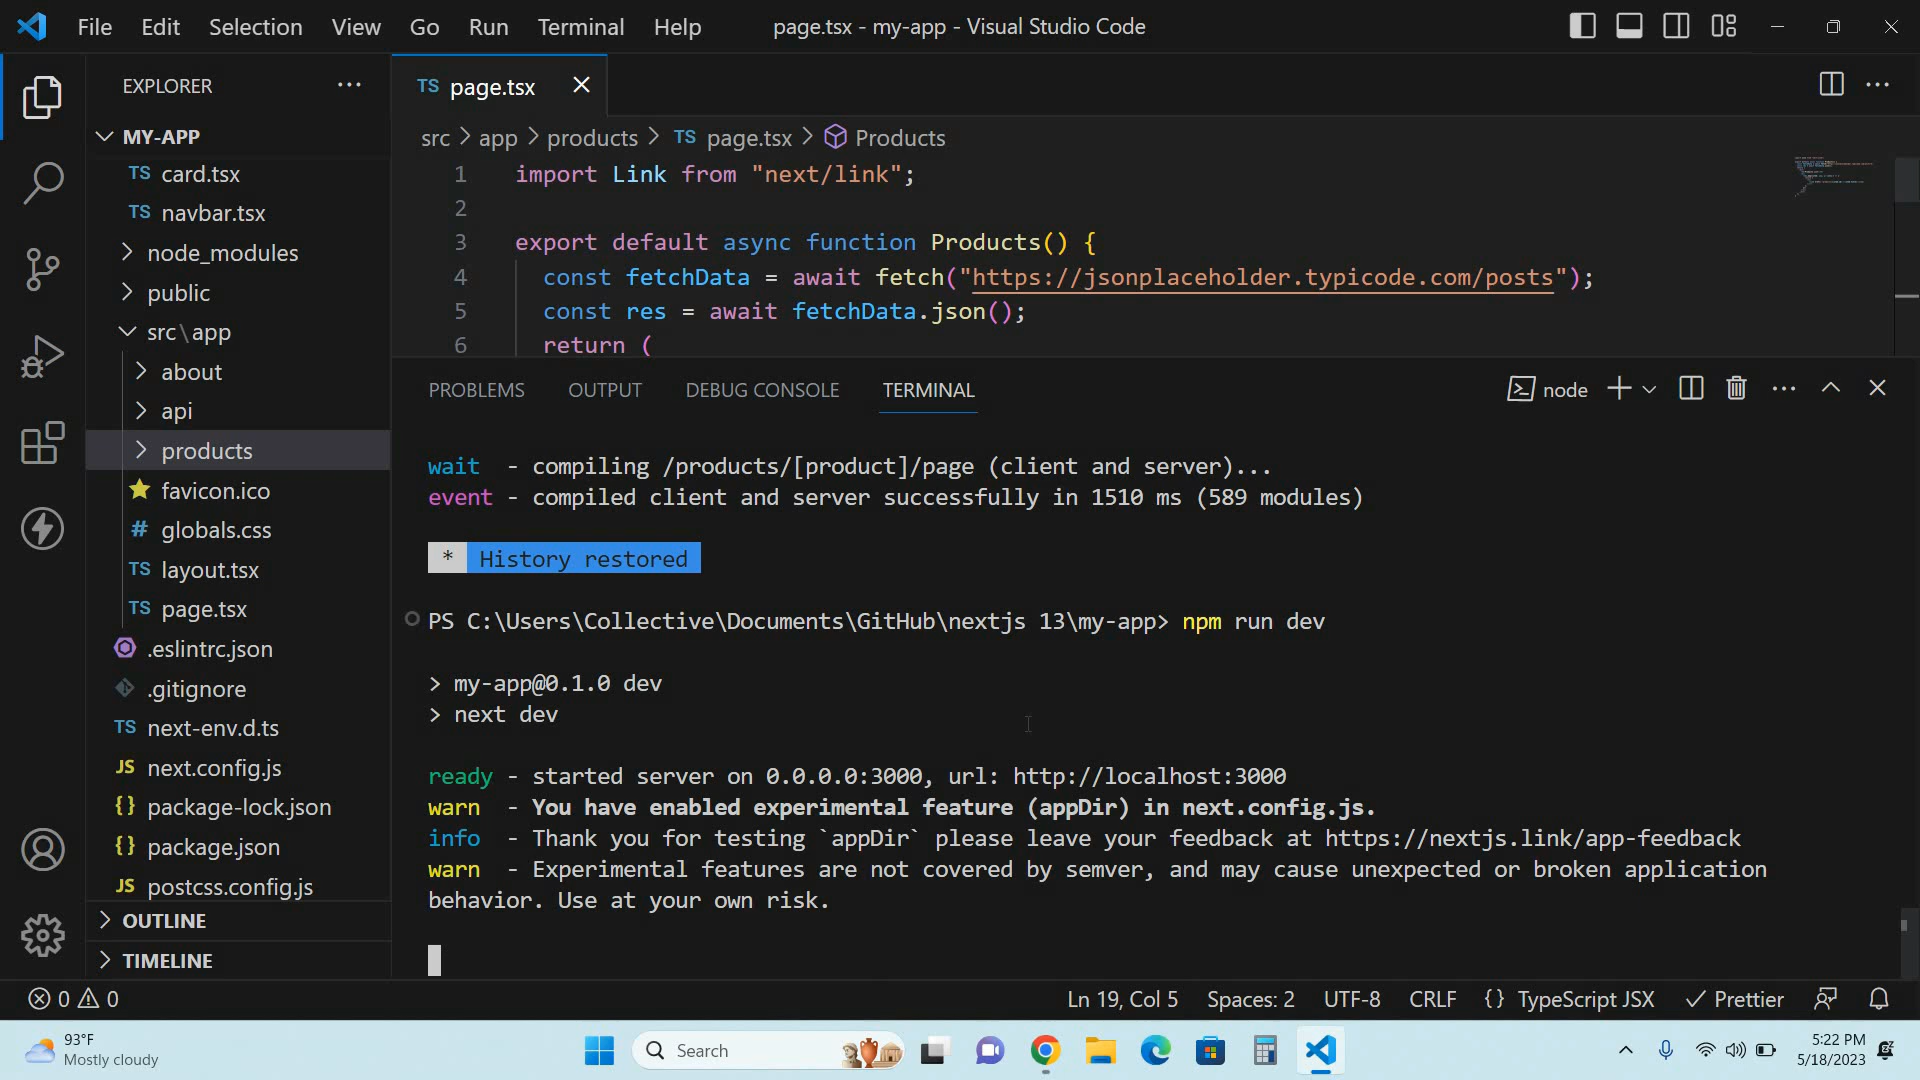 File Edit Selection View Go Run Terminal Help
page.tsx - my-app - Visual Studio Code
EXPLORER
MY-APP
TS card.tsx
TS navbar.tsx
node_modules
public
src\app
about
api
products
favicon.ico
# globals.css
TS layout.tsx
TS page.tsx
.eslintrc.json
.gitignore
TS next-env.d.ts
JS next.config.js
{} package-lock.json
{} package.json
JS postcss.config.js
OUTLINE
TIMELINE
TS page.tsx
src > app > products > TS page.tsx > Products
1 import Link from "next/link";
2
3 export default async function Products() {
4 const fetchData = await fetch("https://jsonplaceholder.typicode.com/posts");
5 const res = await fetchData.json();
6 return (
PROBLEMS OUTPUT DEBUG CONSOLE TERMINAL
node
wait - compiling /products/[product]/page (client and server)...
event - compiled client and server successfully in 1510 ms (589 modules)
* History restored
PS C:\Users\Collective\Documents\GitHub\nextjs 13\my-app> npm run dev
> my-app@0.1.0 dev
> next dev
ready - started server on 0.0.0.0:3000, url: http://localhost:3000
warn - You have enabled experimental feature (appDir) in next.config.js.
info - Thank you for testing `appDir` please leave your feedback at https://nextjs.link/app-feedback
warn - Experimental features are not covered by semver, and may cause unexpected or broken application
behavior. Use at your own risk.
0 0
Ln 19, Col 5 Spaces: 2 UTF-8 CRLF {} TypeScript JSX Prettier
93°F
Mostly cloudy
Search
5:22 PM
5/18/2023